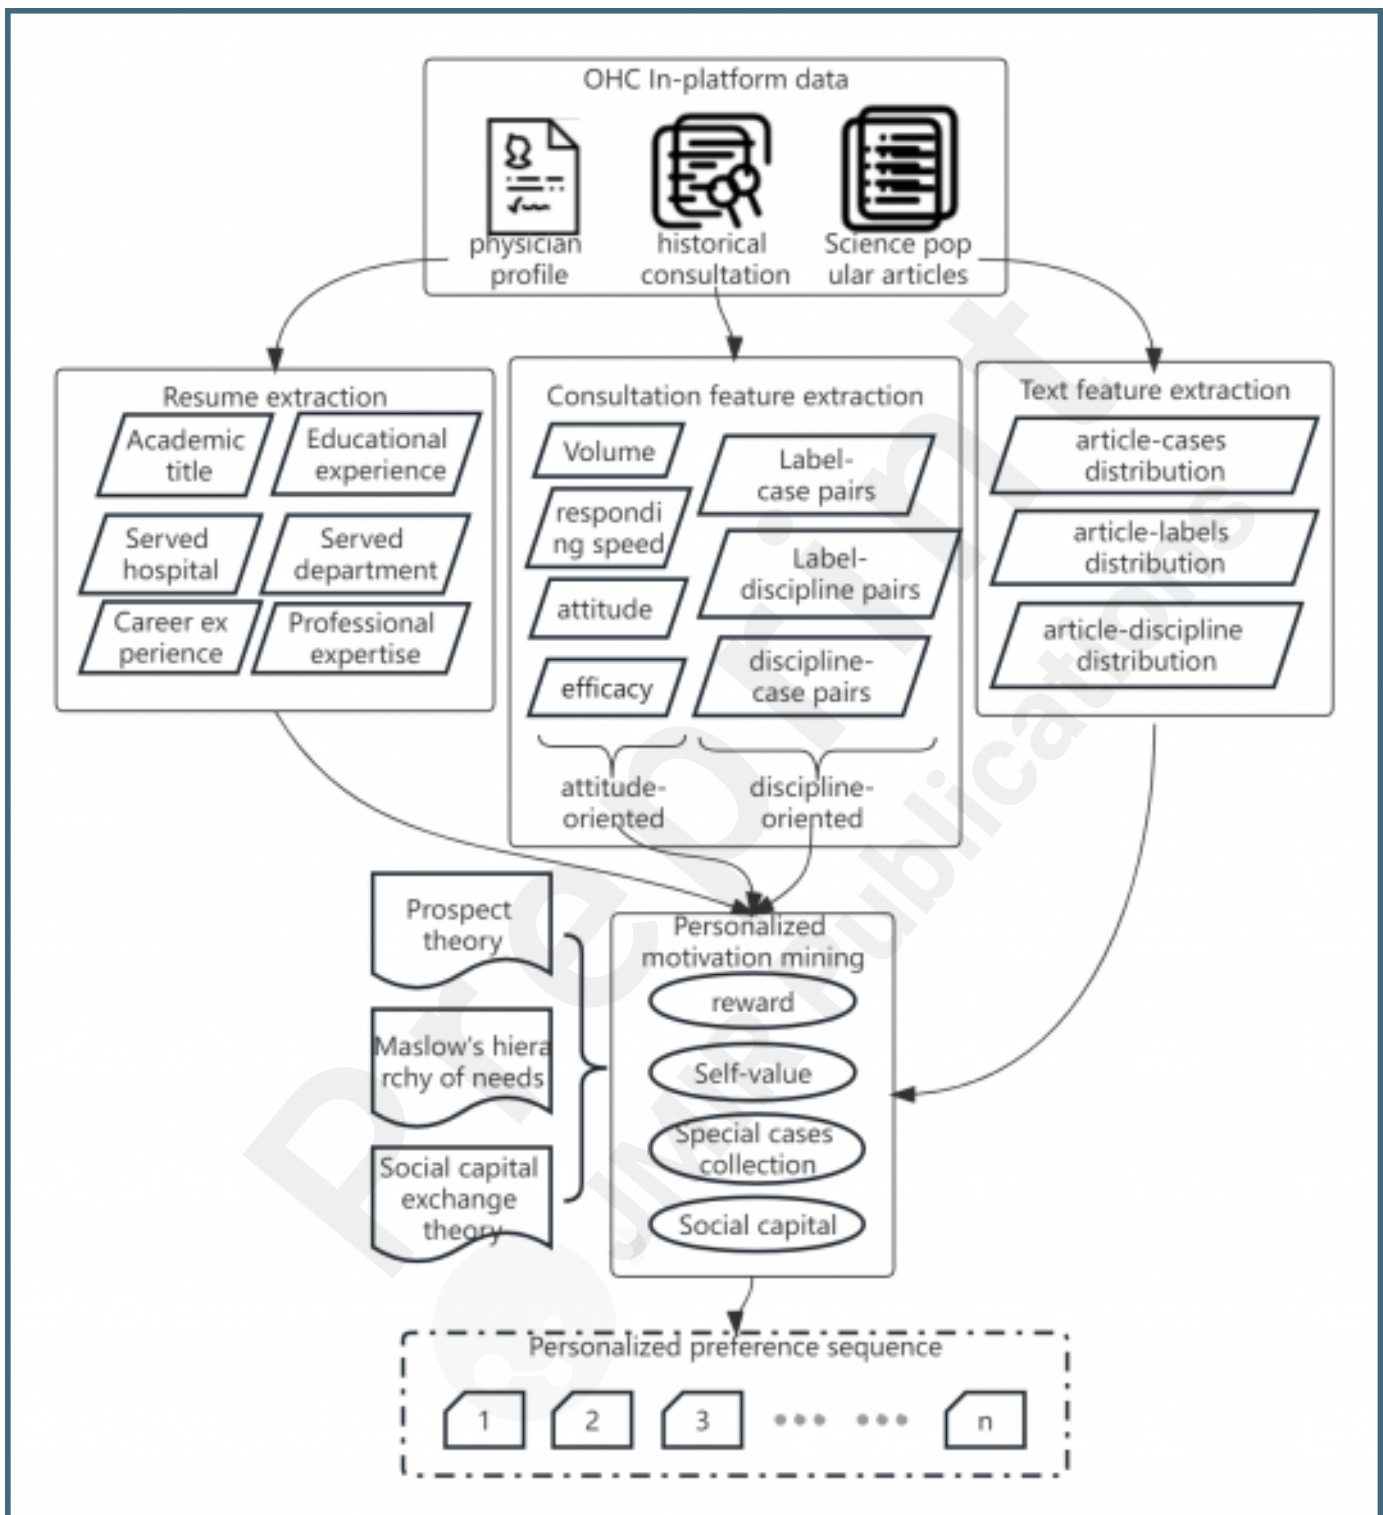 OHC In-platform data
physician
profile
historical
consultation
Science pop
ular articles
Resume extraction
Academic
title
Educational
experience
Served
hospital
Served
department
Career ex
perience
Professional
expertise
Consultation feature extraction
Volume
respondi
ng speed
attitude
efficacy
Label-
case pairs
Label-
discipline pairs
discipline-
case pairs
attitude-
oriented
discipline-
oriented
Text feature extraction
article-cases
distribution
article-labels
distribution
article-discipline
distribution
Prospect
theory
Maslow's hiera
rchy of needs
Social capital
exchange
theory
Personalized
motivation mining
reward
Self-value
Special cases
collection
Social capital
Personalized preference sequence
1 2 3 ••• ••• n
Preprint
JMIR Publications